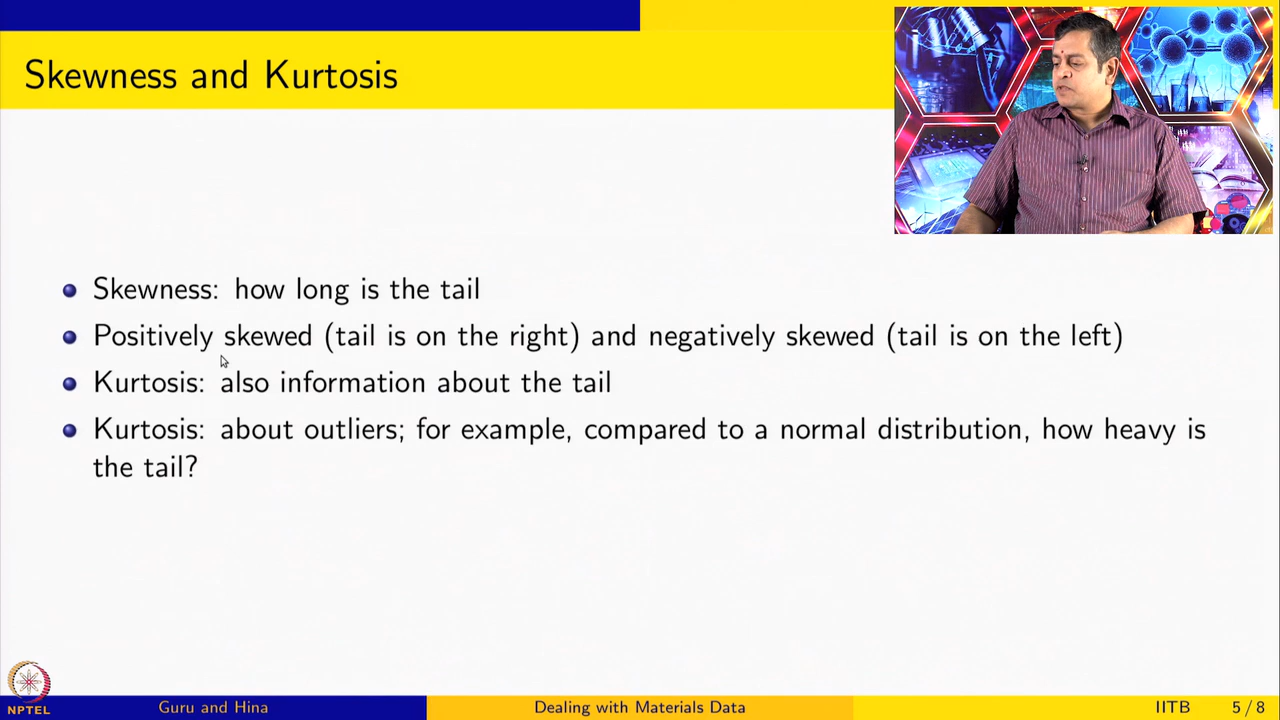 Skewness and Kurtosis
Skewness: how long is the tail
Positively skewed (tail is on the right) and negatively skewed (tail is on the left)
Kurtosis: also information about the tail
Kurtosis: about outliers; for example, compared to a normal distribution, how heavy is
the tail?
NPTEL
Guru and Hina
Dealing with Materials Data
IITB
5 / 8